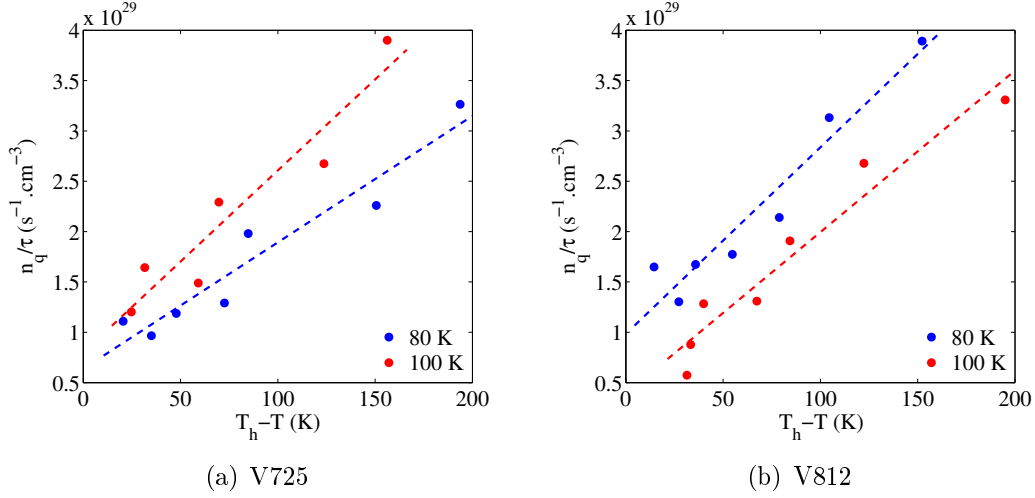 x 10^29
4
3.5
3
2.5
2
1.5
1
0.5
n_q/τ (s^−1.cm^−3)
0 50 100 150 200
T_h−T (K)
80 K
100 K
(a) V725
x 10^29
4
3.5
3
2.5
2
1.5
1
0.5
n_q/τ (s^−1.cm^−3)
0 50 100 150 200
T_h−T (K)
80 K
100 K
(b) V812